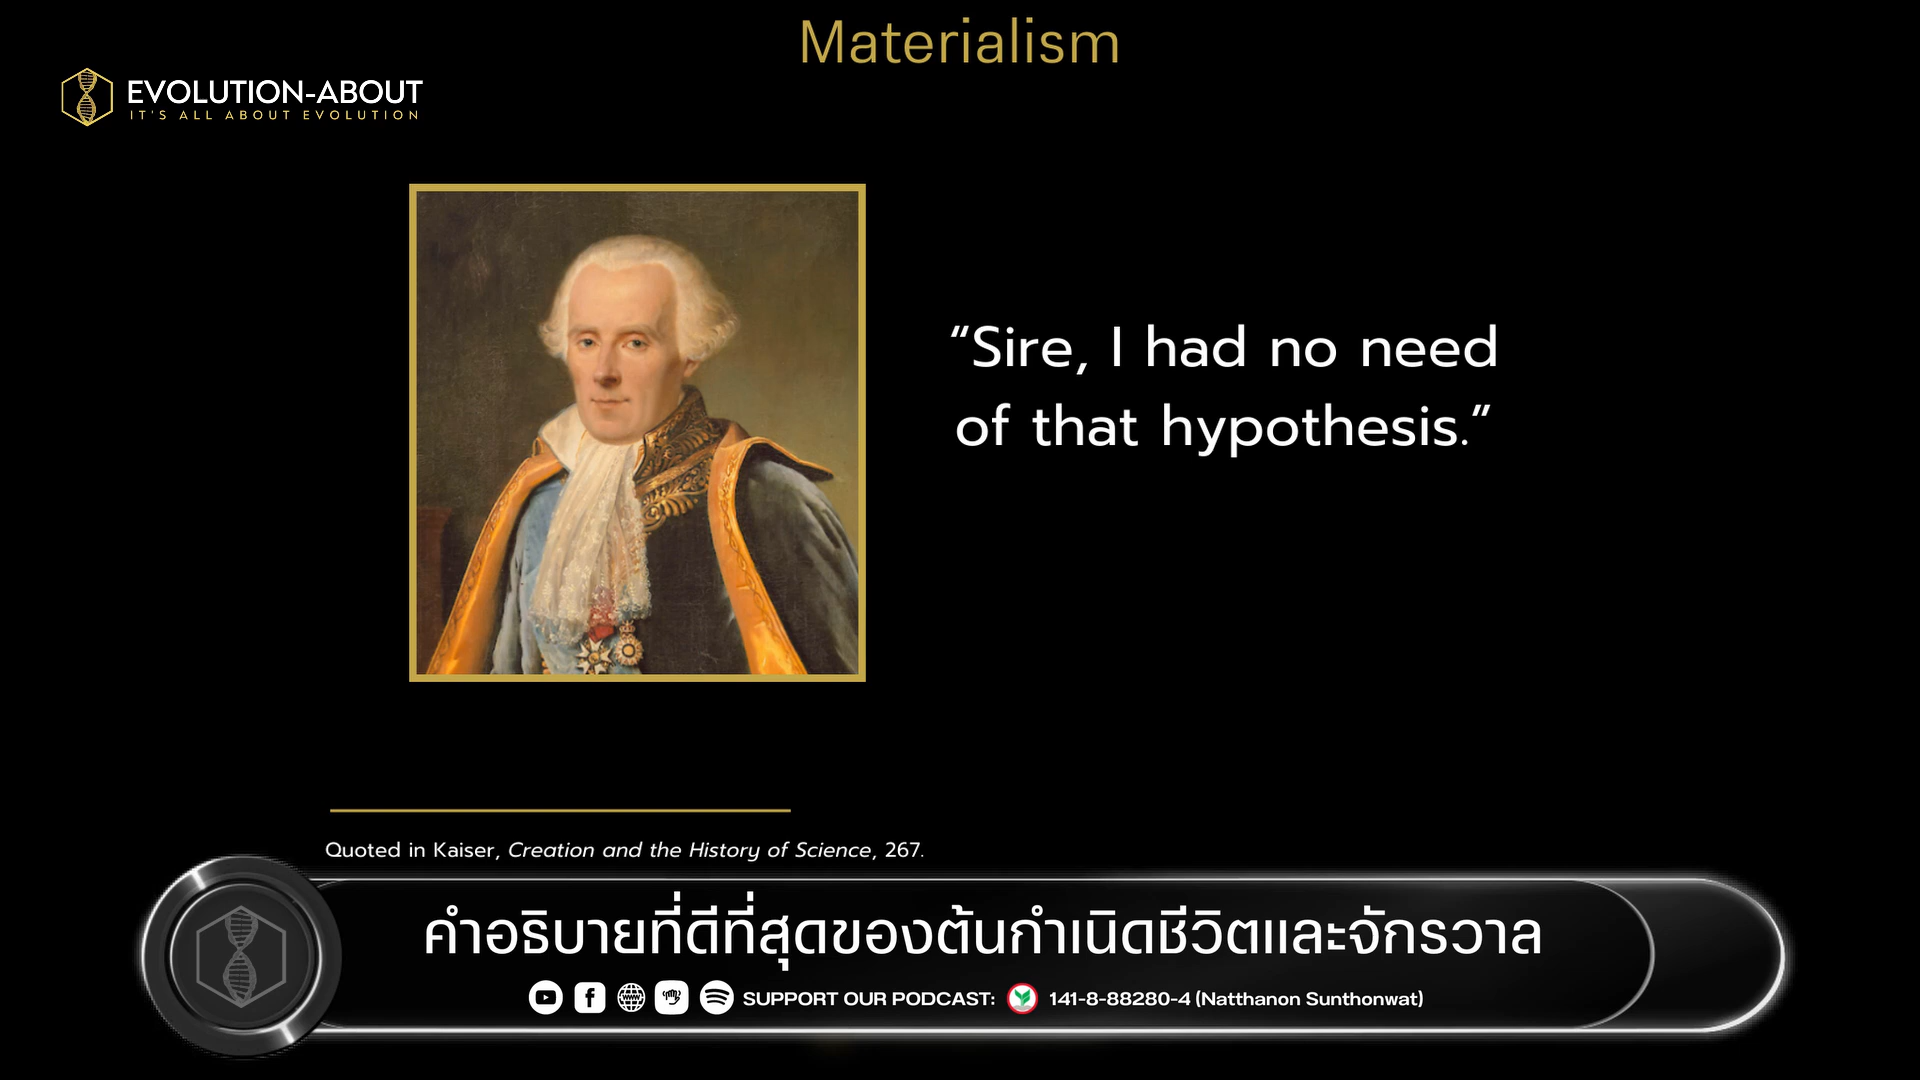 Materialism
EVOLUTION-ABOUT
IT'S ALL ABOUT EVOLUTION
“Sire, I had no need
of that hypothesis.”
Quoted in Kaiser, Creation and the History of Science, 267.
คำอธิบายที่ดีที่สุดของต้นกำเนิดชีวิตและจักรวาล
SUPPORT OUR PODCAST: 141-8-88280-4 (Natthanon Sunthonwat)